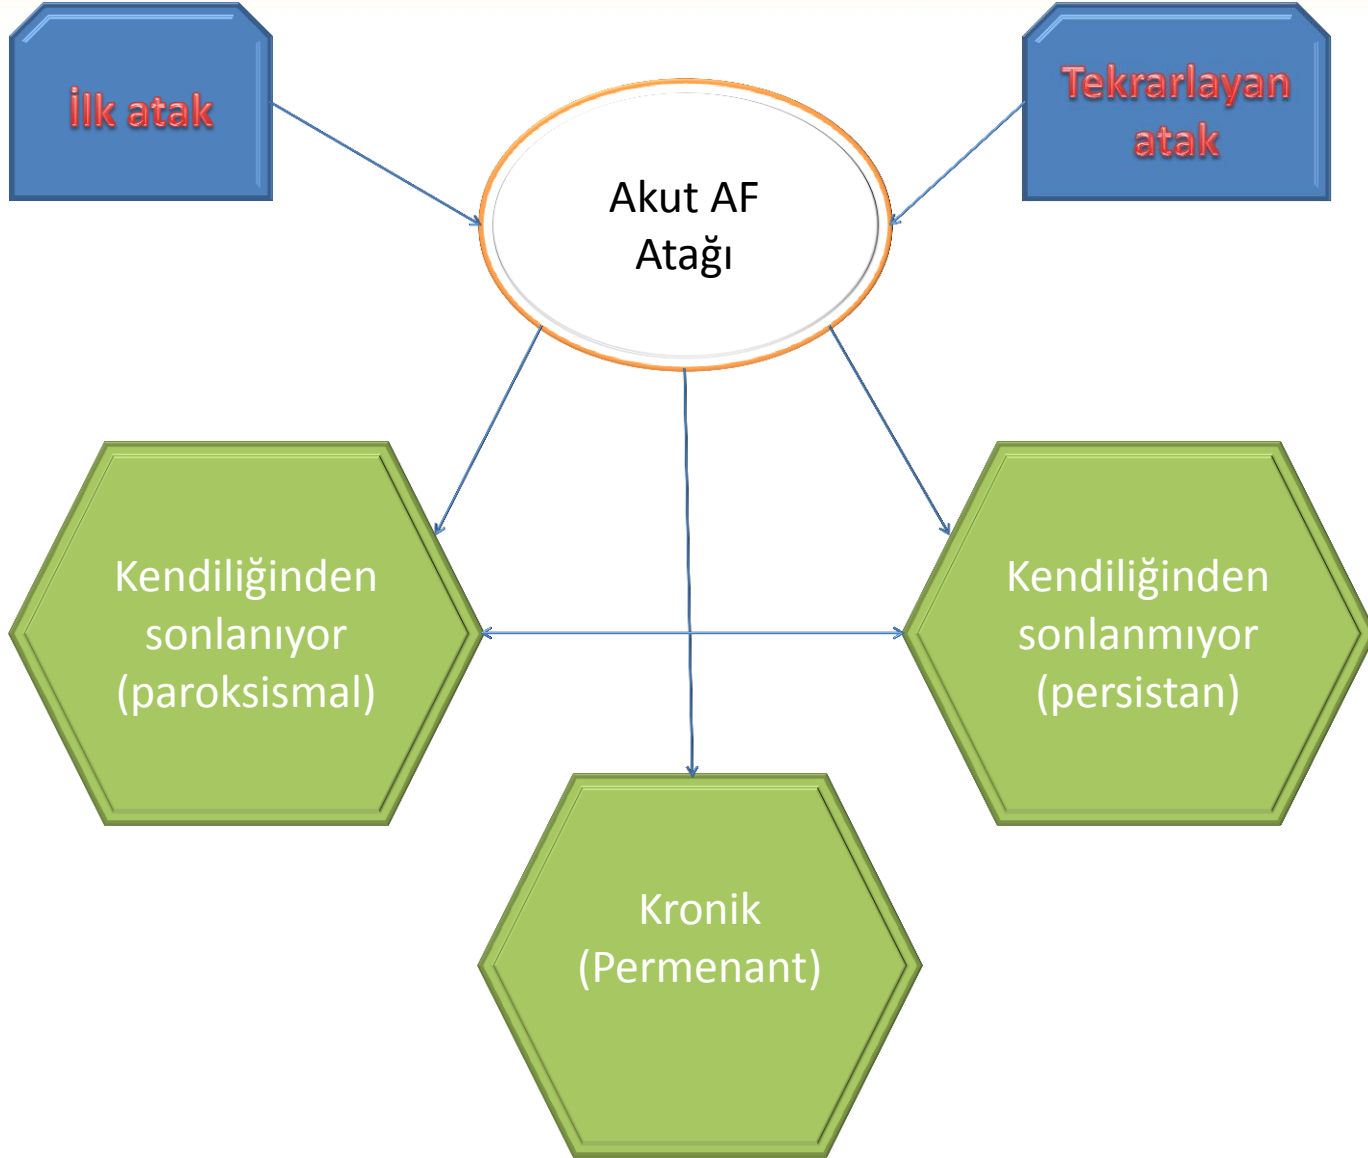 İlk atak
Tekrarlayan
atak
Akut AF
Atağı
Kendiliğinden
sonlanıyor
(paroksismal)
Kendiliğinden
sonlanmıyor
(persistan)
Kronik
(Permenant)